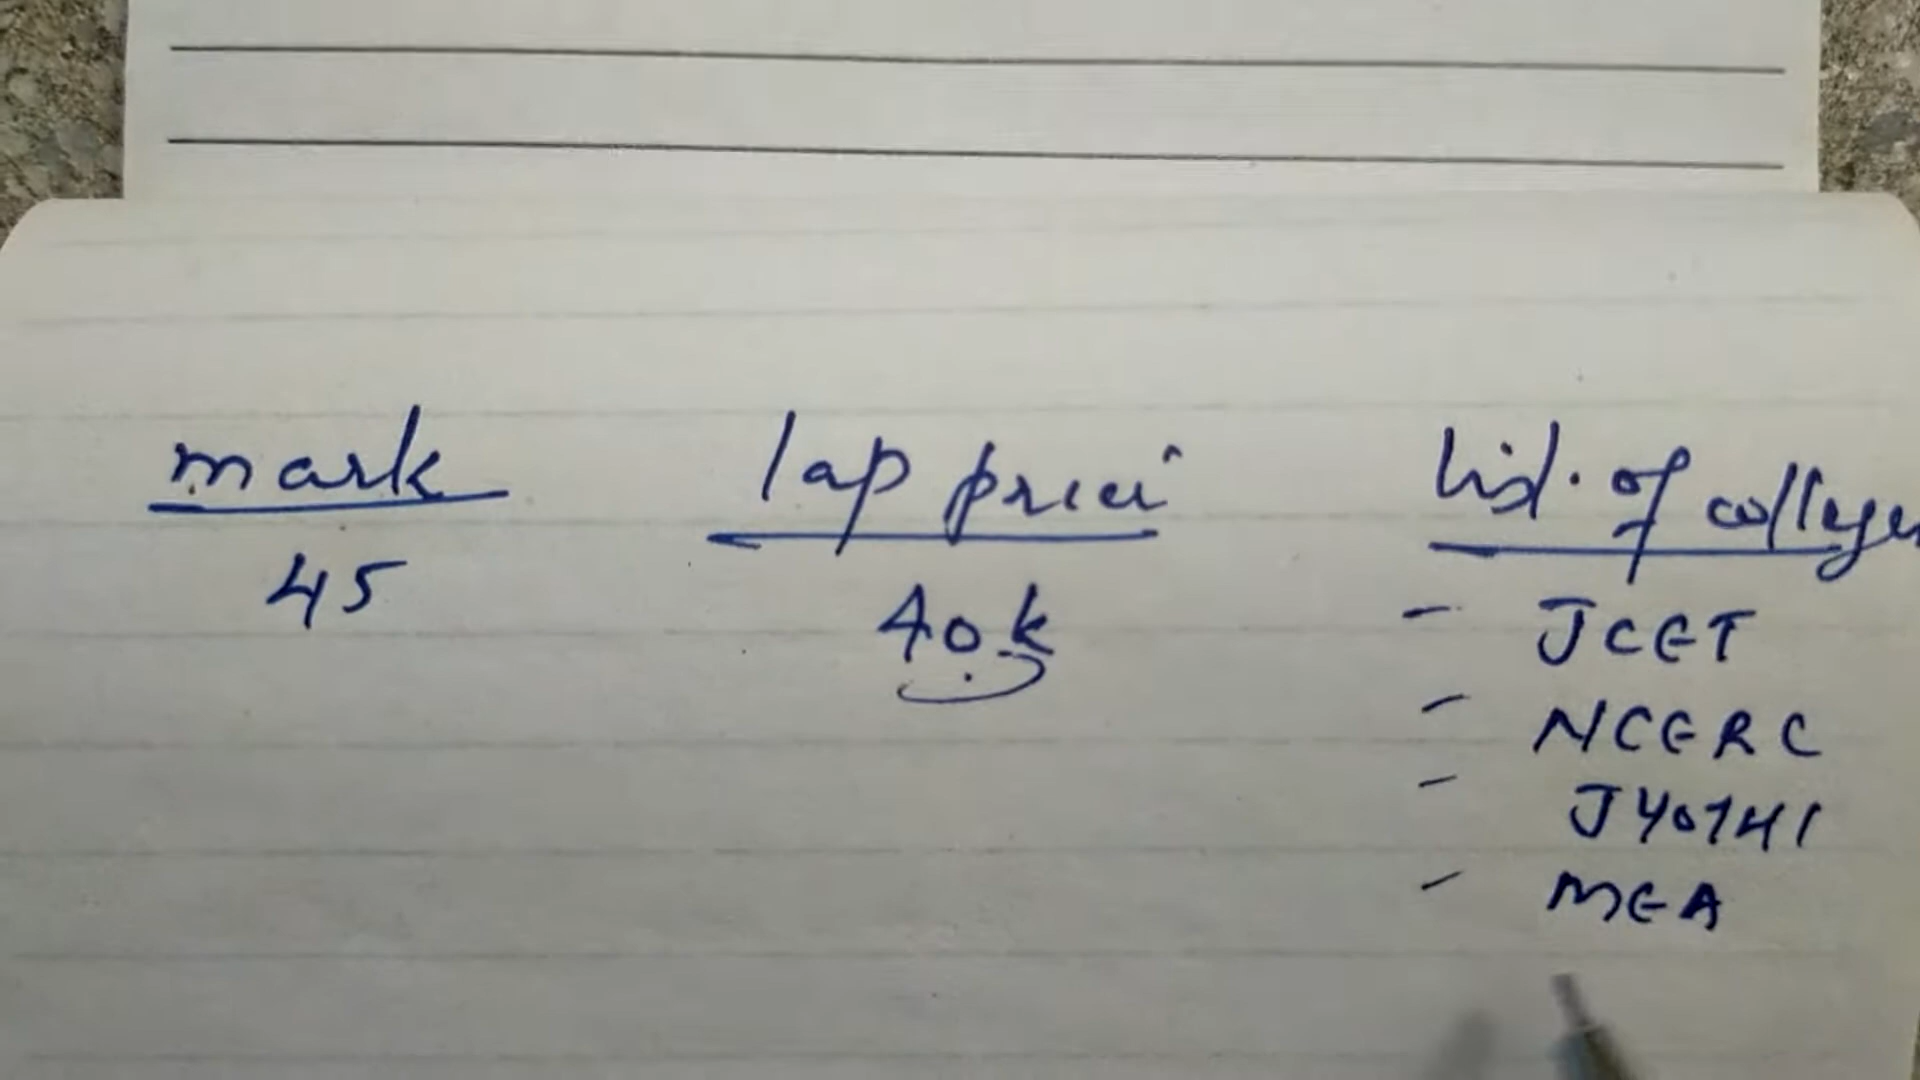 mark
45
lap price
40k
list of colleges
- JCET
- NCERC
- JYOTHI
- MEA